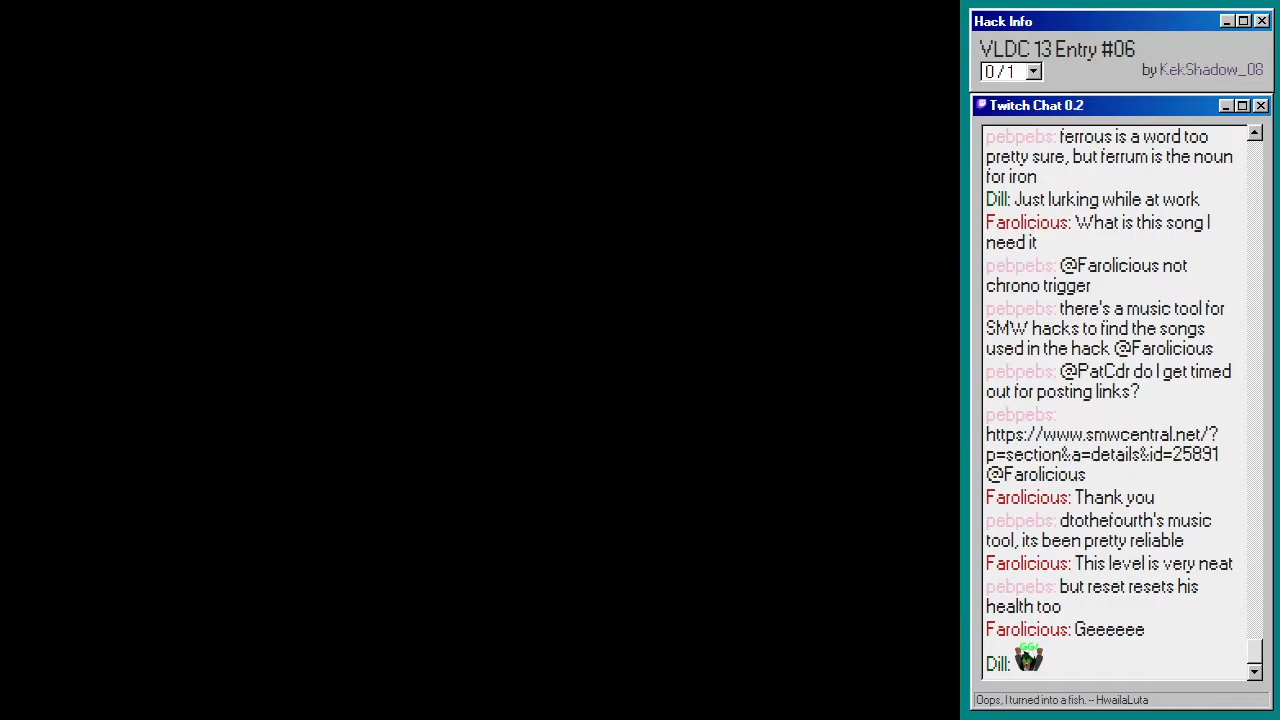 Hack Info
VLDC 13 Entry #06
0 / 1
by KekShadow_08
Twitch Chat 0.2
pebpebs: ferrous is a word too
pretty sure, but ferrum is the noun
for iron
Dill: Just lurking while at work
Farolicious: What is this song I
need it
pebpebs: @Farolicious not
chrono trigger
pebpebs: there's a music tool for
SMW hacks to find the songs
used in the hack @Farolicious
pebpebs: @PatCdr do I get timed
out for posting links?
pebpebs:
https://www.smwcentral.net/?
p=section&a=details&id=25891
@Farolicious
Farolicious: Thank you
pebpebs: dtothefourth's music
tool, its been pretty reliable
Farolicious: This level is very neat
pebpebs: but reset resets his
health too
Farolicious: Geeeeee
GG!
Dill:
Oops, I turned into a fish. -- HwailaLuta